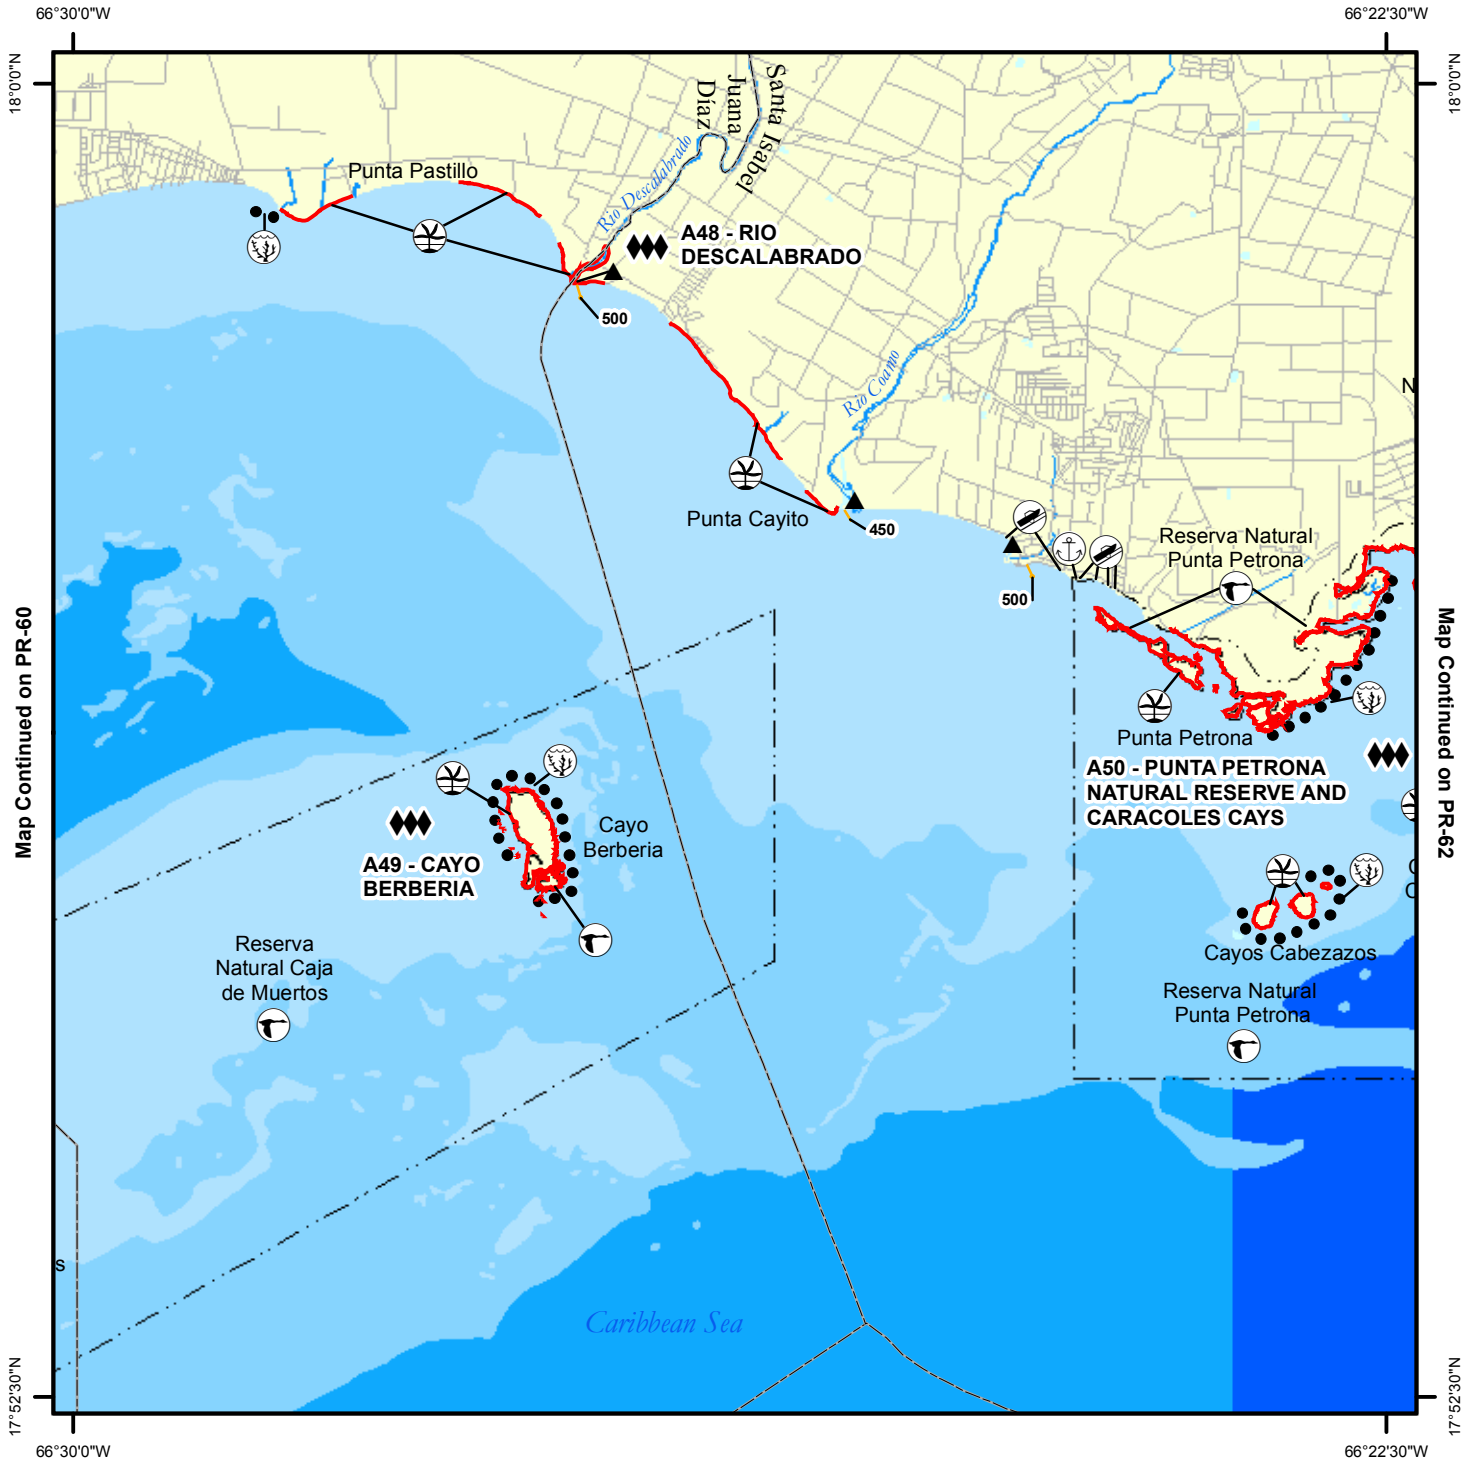 66°30'0"W
66°22'30"W
18°0'0"N
18°0'0"N
Santa Isabel
Juana
Díaz
Punta Pastillo
Rio Descalabrado
A48 - RIO
DESCALABRADO
500
Rio Coamo
N
Punta Cayito
450
500
Reserva Natural
Punta Petrona
Map Continued on PR-60
Map Continued on PR-62
Punta Petrona
A50 - PUNTA PETRONA
NATURAL RESERVE AND
CARACOLES CAYS
Cayo
Berberia
A49 - CAYO
BERBERIA
C
C
Cayos Cabezazos
Reserva
Natural Caja
de Muertos
Reserva Natural
Punta Petrona
s
Caribbean Sea
17°52'30"N
17°52'30"N
66°30'0"W
66°22'30"W